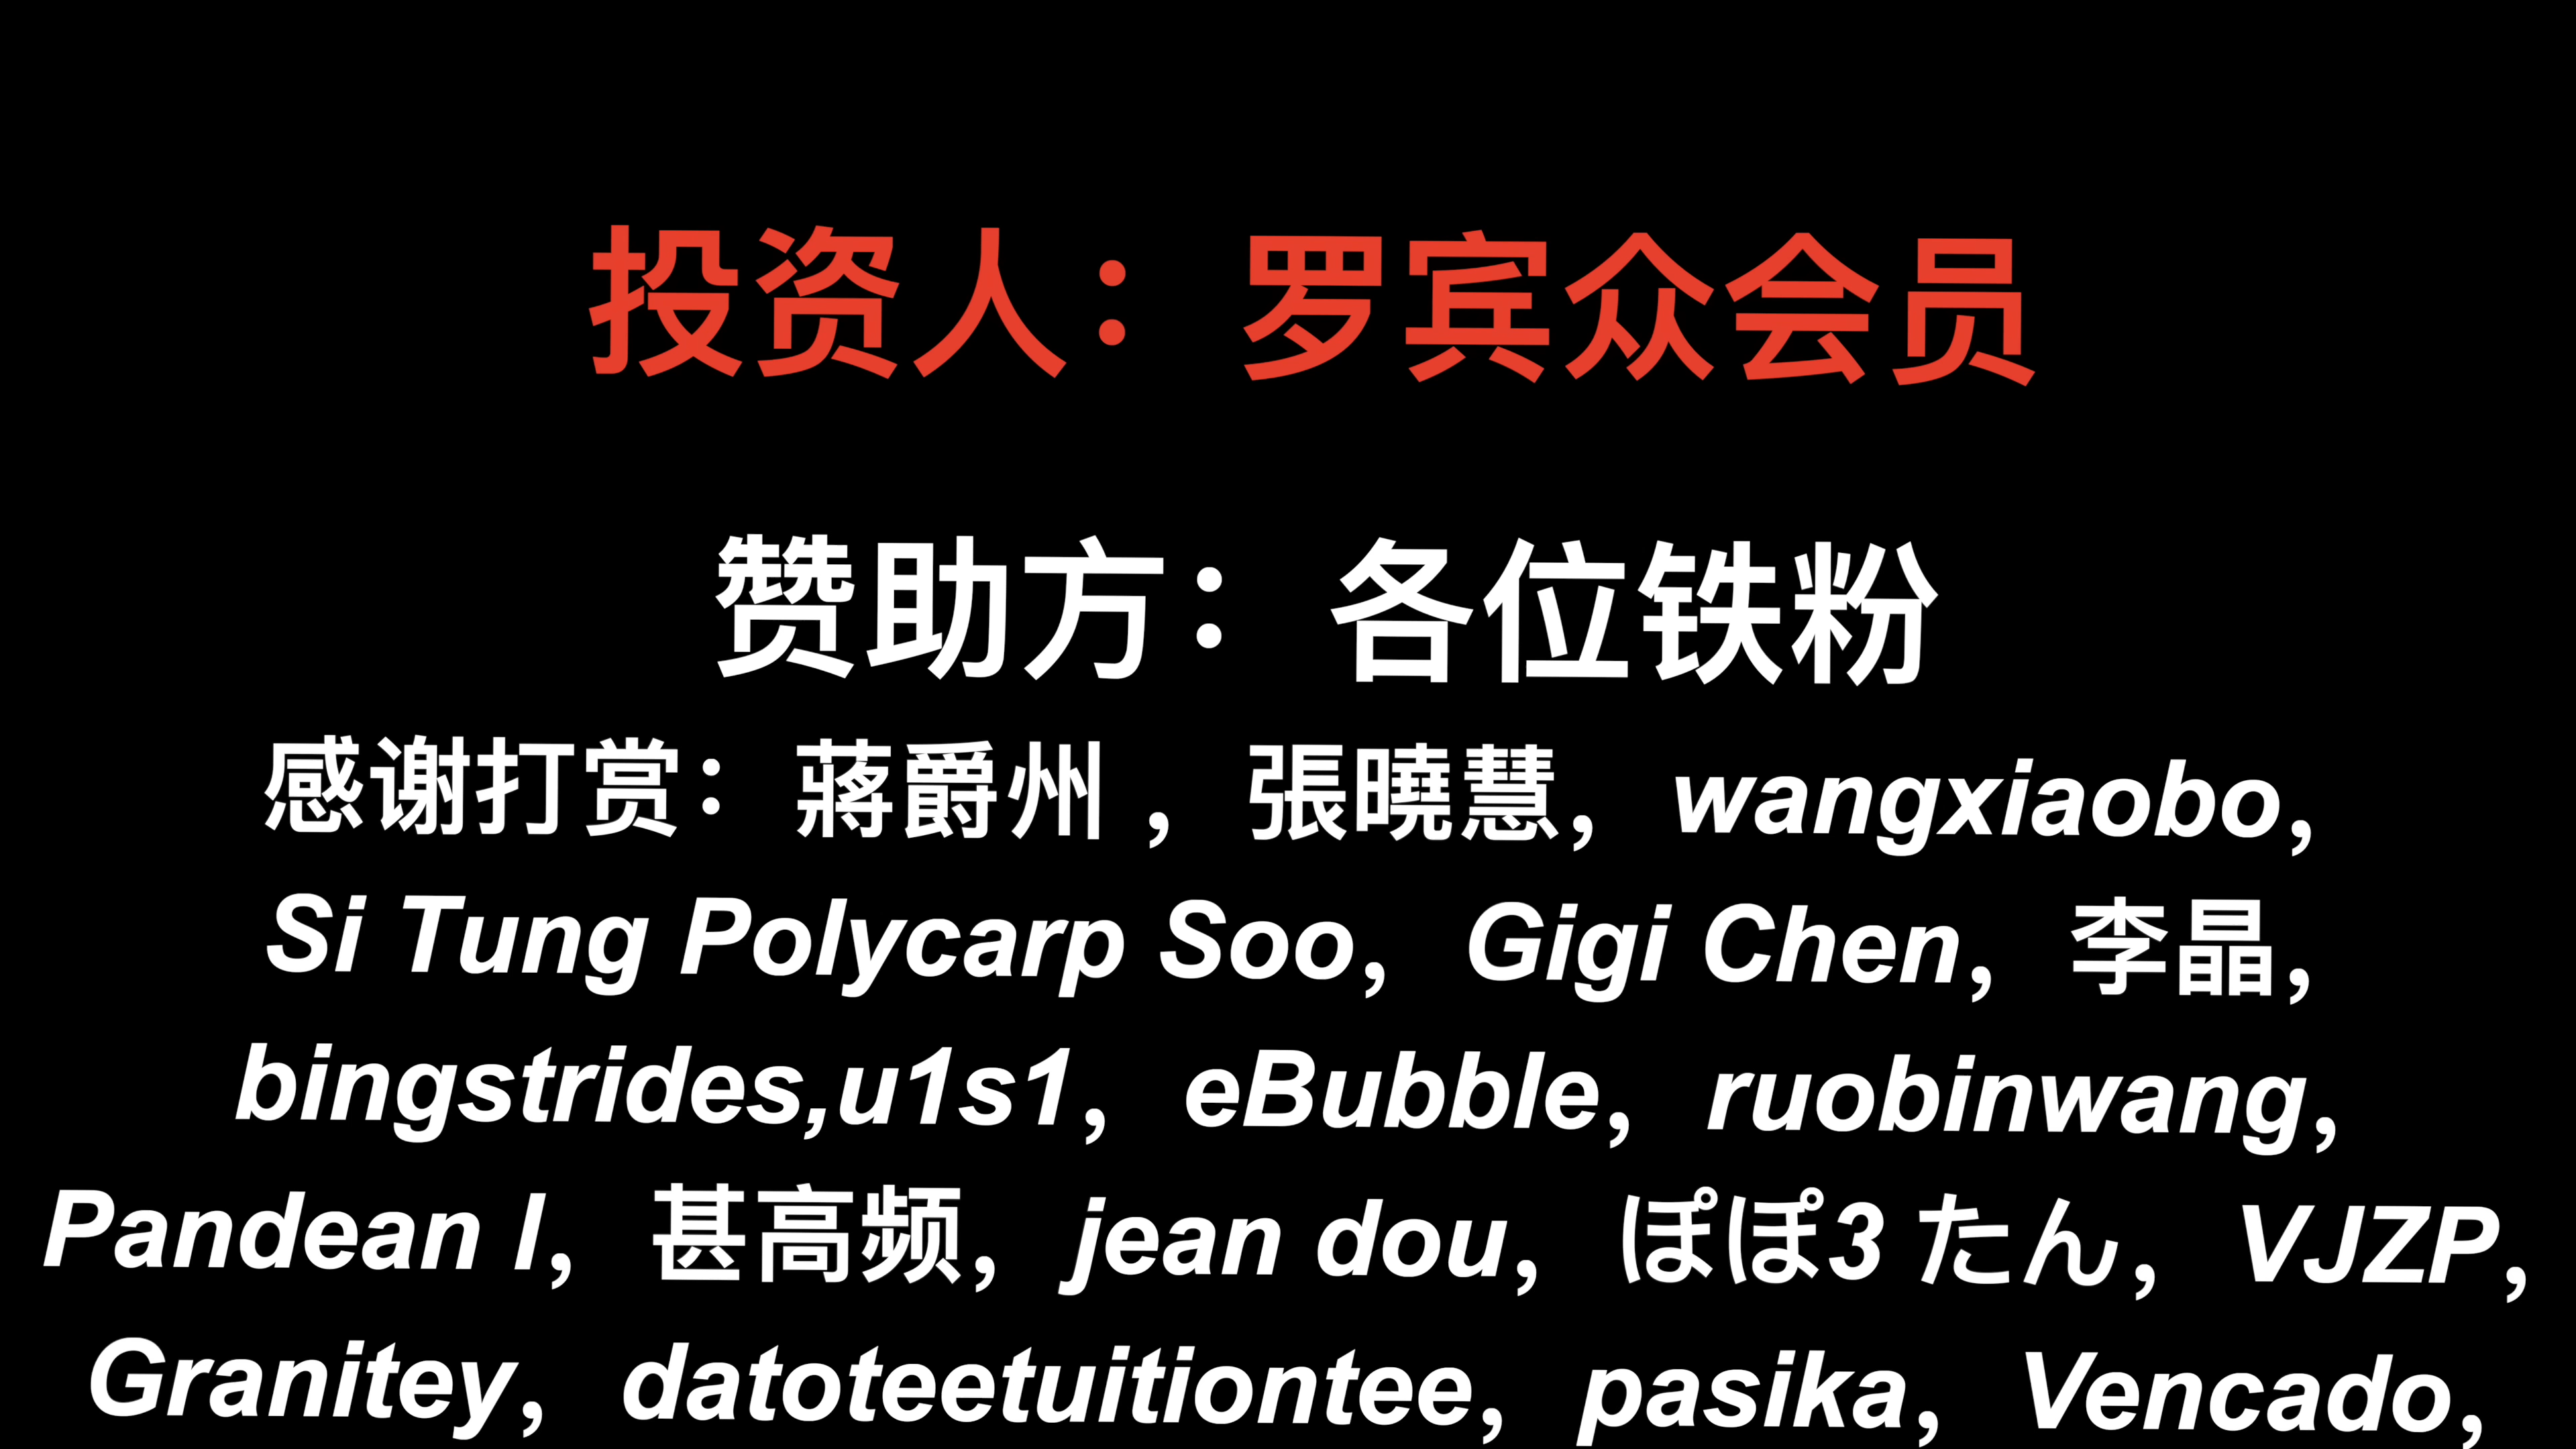 投资人：罗宾众会员
赞助方：各位铁粉
感谢打赏：蔣爵州 ，張曉慧，wangxiaobo，
Si Tung Polycarp Soo，Gigi Chen，李晶，
bingstrides,u1s1，eBubble，ruobinwang，
Pandean I，甚高频，jean dou，ぽぽ3 たん，VJZP，
Granitey，datoteetuitiontee，pasika，Vencado，